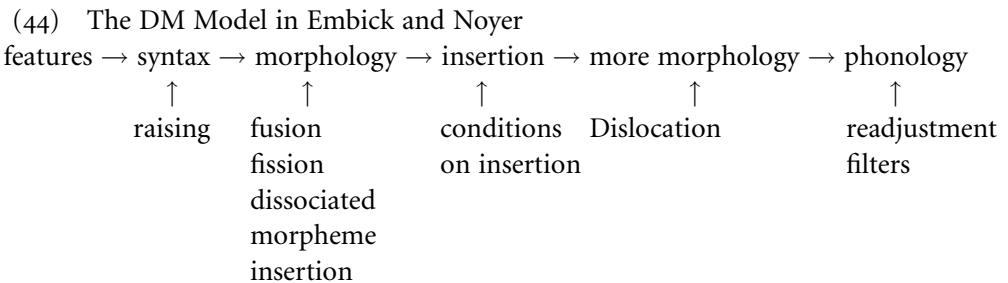 (44) The DM Model in Embick and Noyer
features → syntax → morphology → insertion → more morphology → phonology
↑ ↑ ↑ ↑ ↑
raising fusion conditions Dislocation readjustment
fission on insertion filters
dissociated
morpheme
insertion